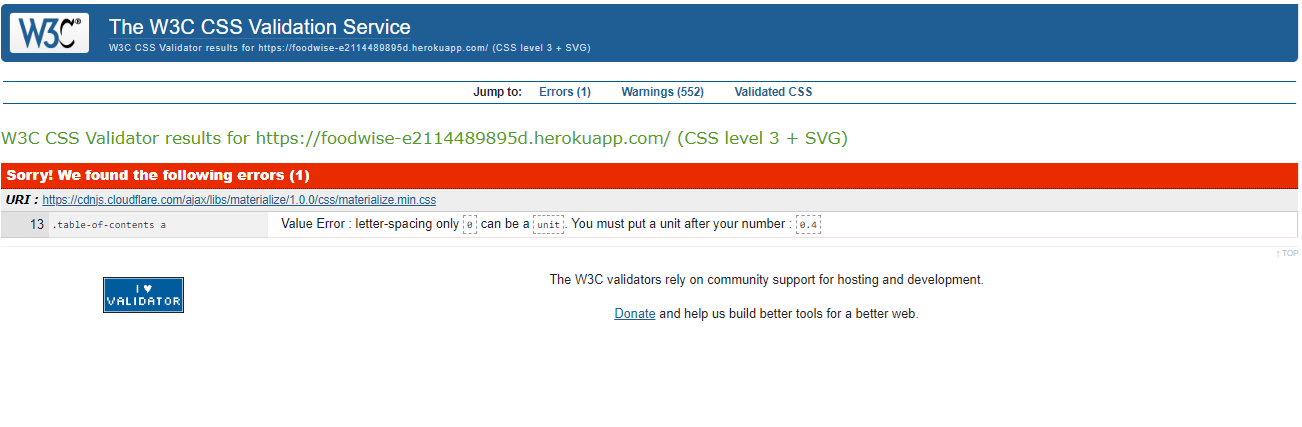 W3C® The W3C CSS Validation Service
W3C CSS Validator results for https://foodwise-e2114489895d.herokuapp.com/ (CSS level 3 + SVG)
Jump to: Errors (1) Warnings (552) Validated CSS
W3C CSS Validator results for https://foodwise-e2114489895d.herokuapp.com/ (CSS level 3 + SVG)
Sorry! We found the following errors (1)
URI : https://cdnjs.cloudflare.com/ajax/libs/materialize/1.0.0/css/materialize.min.css
13 .table-of-contents a Value Error : letter-spacing only 0 can be a unit. You must put a unit after your number : 0.4
↑ TOP
I ♥
VALIDATOR
The W3C validators rely on community support for hosting and development.
Donate and help us build better tools for a better web.